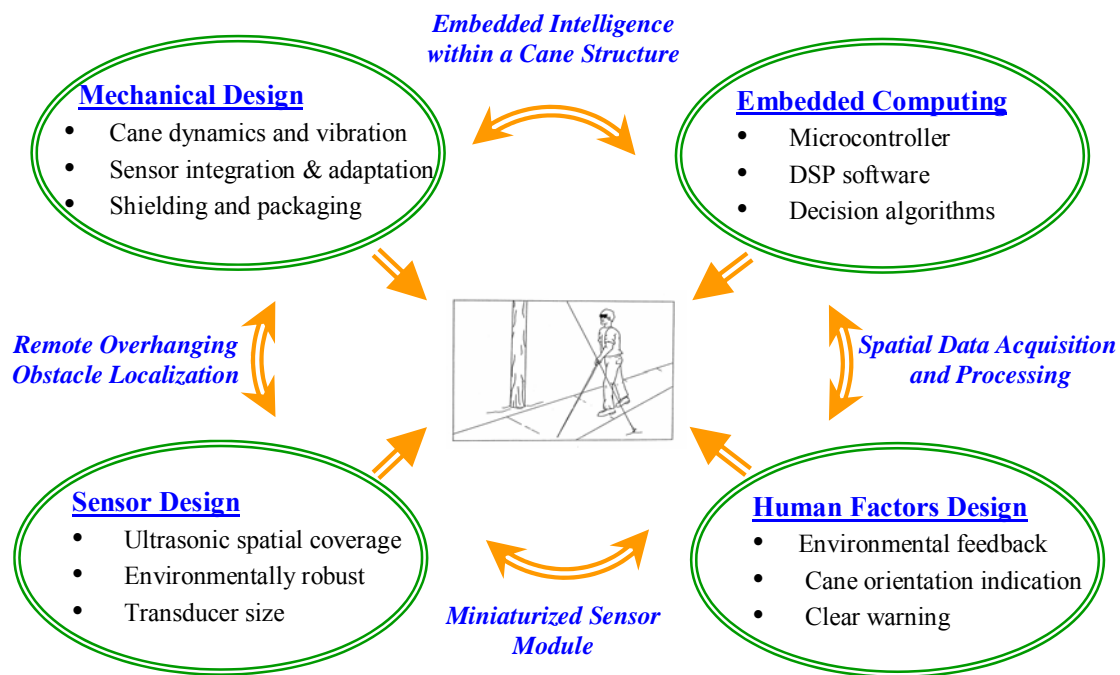 Embedded Intelligence
within a Cane Structure
Mechanical Design
• Cane dynamics and vibration
• Sensor integration & adaptation
• Shielding and packaging
Embedded Computing
• Microcontroller
• DSP software
• Decision algorithms
Remote Overhanging
Obstacle Localization
Spatial Data Acquisition
and Processing
Sensor Design
• Ultrasonic spatial coverage
• Environmentally robust
• Transducer size
Human Factors Design
• Environmental feedback
• Cane orientation indication
• Clear warning
Miniaturized Sensor
Module